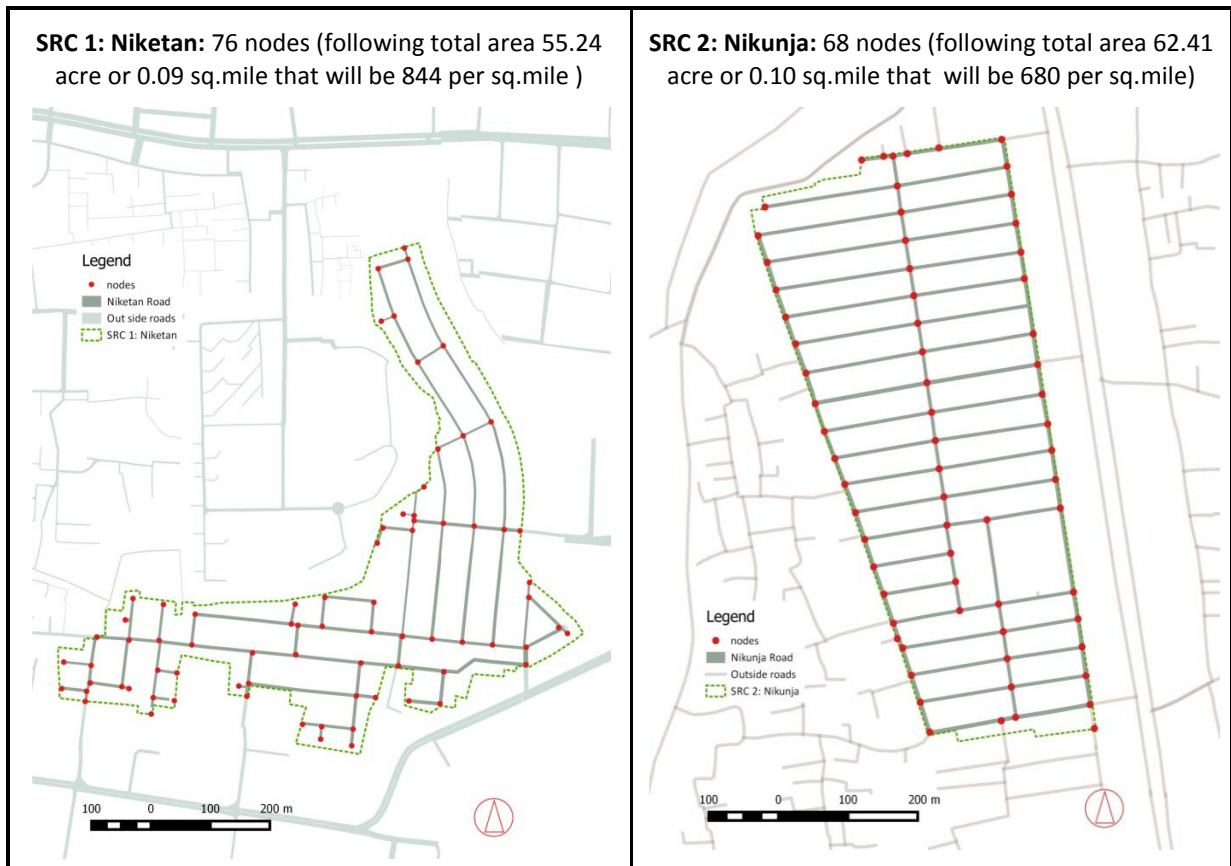 SRC 1: Niketan: 76 nodes (following total area 55.24
acre or 0.09 sq.mile that will be 844 per sq.mile )
Legend
nodes
Niketan Road
Out side roads
SRC 1: Niketan
100 0 100 200 m
SRC 2: Nikunja: 68 nodes (following total area 62.41
acre or 0.10 sq.mile that will be 680 per sq.mile)
Legend
nodes
Nikunja Road
Outside roads
SRC 2: Nikunja
100 0 100 200 m